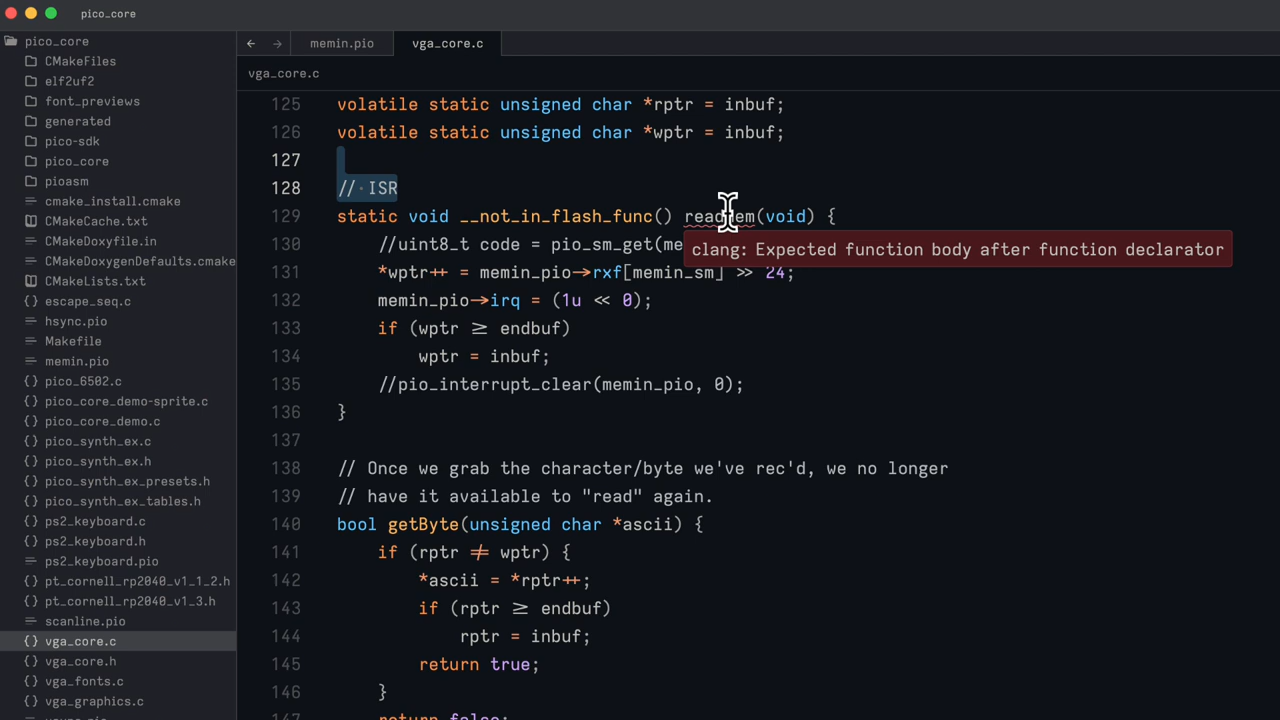 pico_core
pico_core
CMakeFiles
elf2uf2
font_previews
generated
pico-sdk
pico_core
pioasm
cmake_install.cmake
CMakeCache.txt
CMakeDoxyfile.in
CMakeDoxygenDefaults.cmake
CMakeLists.txt
escape_seq.c
hsync.pio
Makefile
memin.pio
pico_6502.c
pico_core_demo-sprite.c
pico_core_demo.c
pico_synth_ex.c
pico_synth_ex.h
pico_synth_ex_presets.h
pico_synth_ex_tables.h
ps2_keyboard.c
ps2_keyboard.h
ps2_keyboard.pio
pt_cornell_rp2040_v1_1_2.h
pt_cornell_rp2040_v1_3.h
scanline.pio
vga_core.c
vga_core.h
vga_fonts.c
vga_graphics.c
memin.pio vga_core.c
vga_core.c
125 volatile static unsigned char *rptr = inbuf;
126 volatile static unsigned char *wptr = inbuf;
127
128 // ISR
129 static void __not_in_flash_func() (void) {
clang: Expected function body after function declarator
130 //uint8_t code = pio_sm_get(me
131 *wptr++ = memin_pio->rxf[memin_sm] >> 24;
132 memin_pio->irq = (1u << 0);
133 if (wptr >= endbuf)
134 wptr = inbuf;
135 //pio_interrupt_clear(memin_pio, 0);
136 }
137
138 // Once we grab the character/byte we've rec'd, we no longer
139 // have it available to "read" again.
140 bool getByte(unsigned char *ascii) {
141 if (rptr != wptr) {
142 *ascii = *rptr++;
143 if (rptr >= endbuf)
144 rptr = inbuf;
145 return true;
146 }